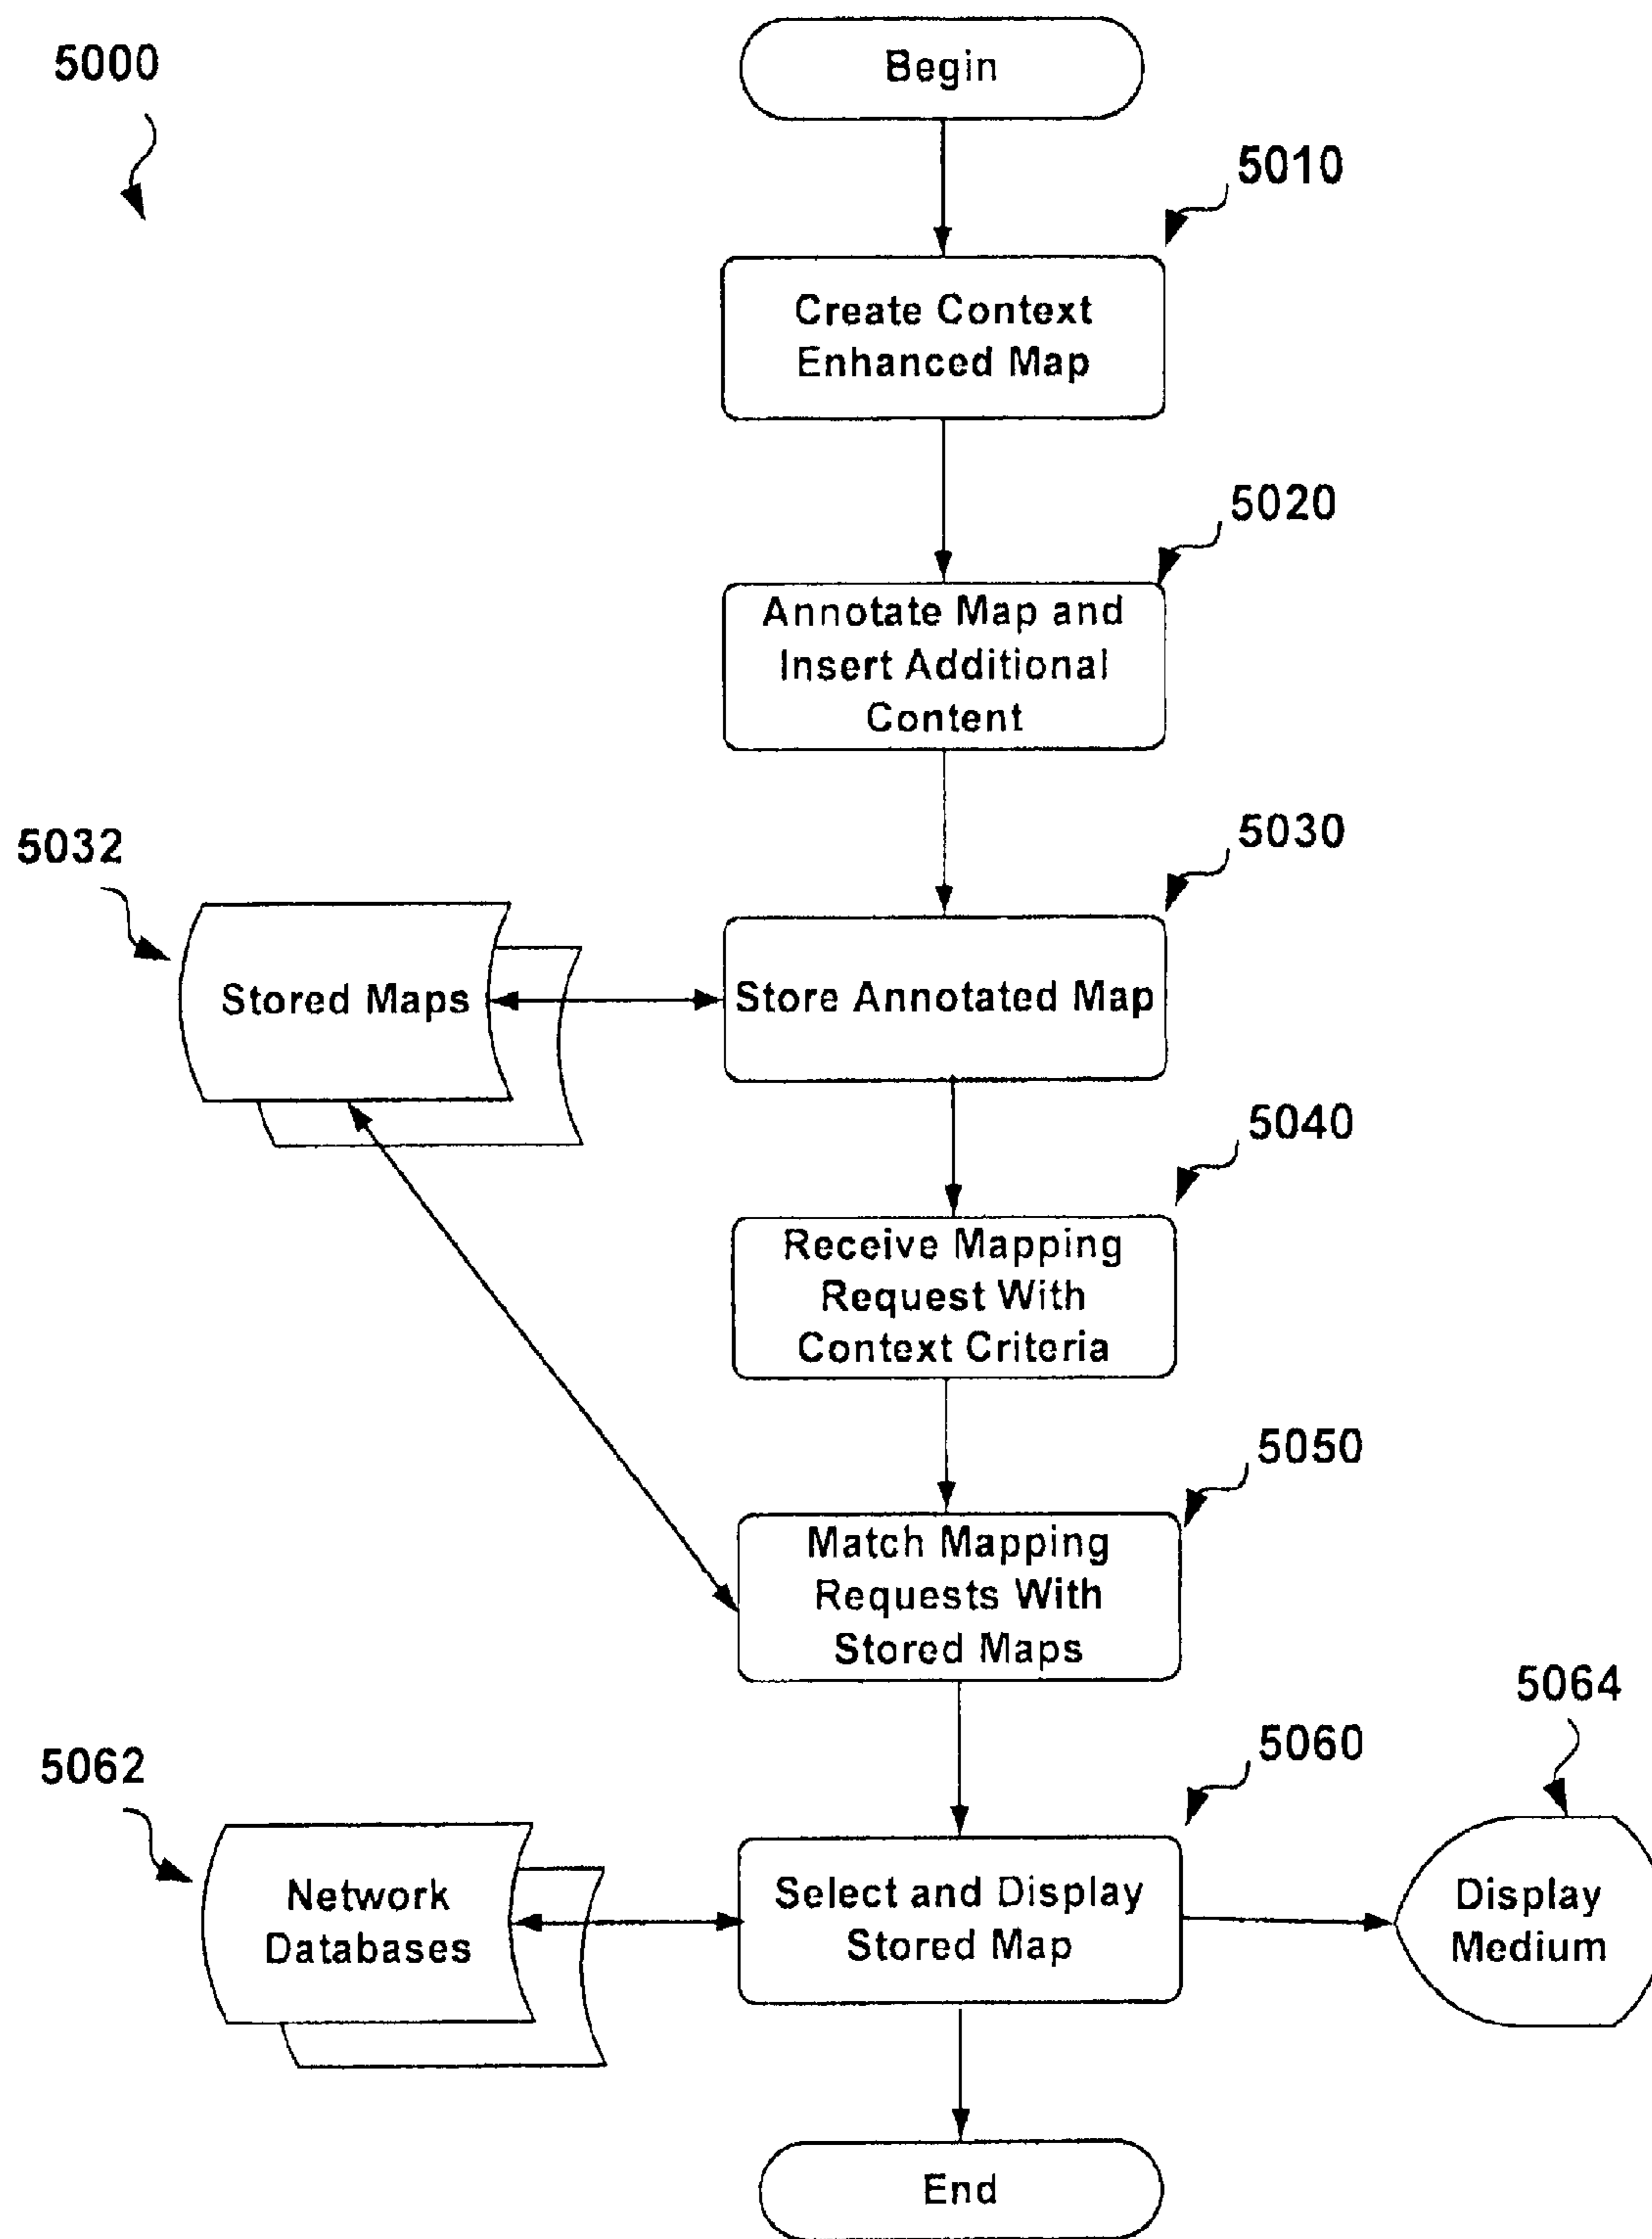 5000
Begin
5010
Create Context
Enhanced Map
5020
Annotate Map and
Insert Additional
Content
5032
5030
Stored Maps
Store Annotated Map
5040
Receive Mapping
Request With
Context Criteria
5050
Match Mapping
Requests With
Stored Maps
5064
5062
5060
Network
Databases
Select and Display
Stored Map
Display
Medium
End